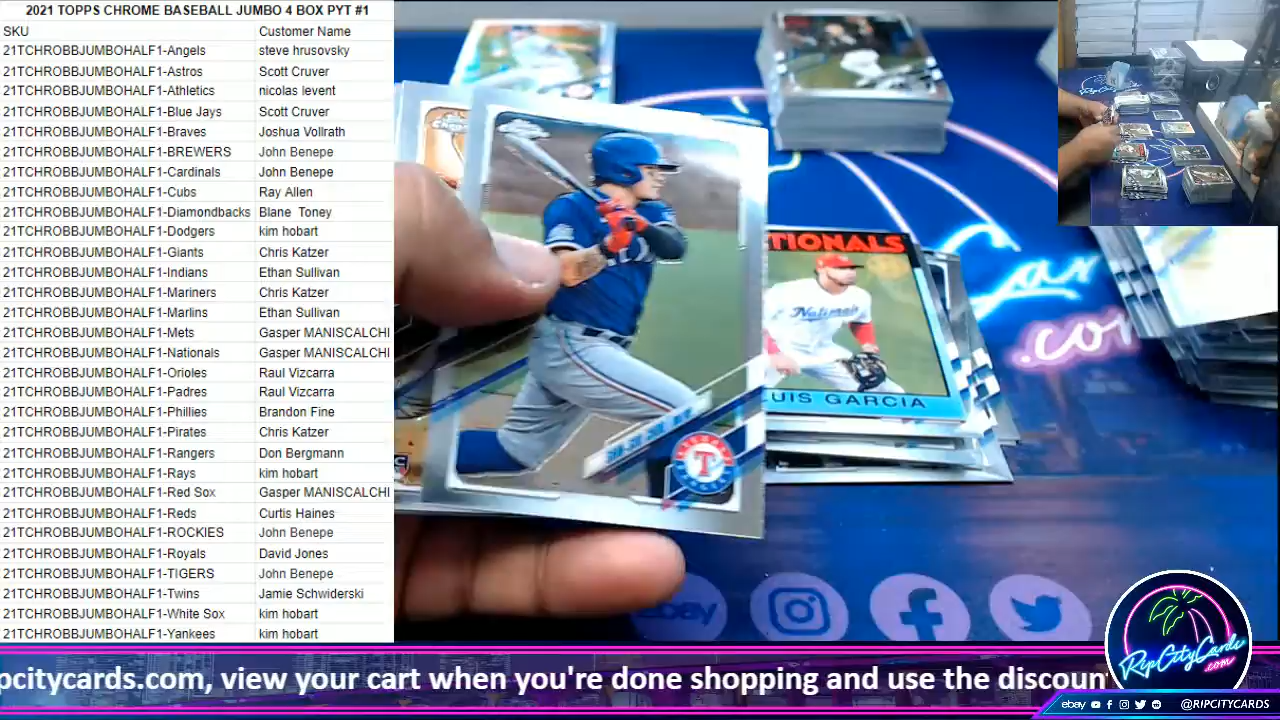 2021 TOPPS CHROME BASEBALL JUMBO 4 BOX PYT #1
SKU Customer Name
21TCHROBBJUMBOHALF1-Angels steve hrusovsky
21TCHROBBJUMBOHALF1-Astros Scott Cruver
21TCHROBBJUMBOHALF1-Athletics nicolas levent
21TCHROBBJUMBOHALF1-Blue Jays Scott Cruver
21TCHROBBJUMBOHALF1-Braves Joshua Vollrath
21TCHROBBJUMBOHALF1-BREWERS John Benepe
21TCHROBBJUMBOHALF1-Cardinals John Benepe
21TCHROBBJUMBOHALF1-Cubs Ray Allen
21TCHROBBJUMBOHALF1-Diamondbacks Blane Toney
21TCHROBBJUMBOHALF1-Dodgers kim hobart
21TCHROBBJUMBOHALF1-Giants Chris Katzer
21TCHROBBJUMBOHALF1-Indians Ethan Sullivan
21TCHROBBJUMBOHALF1-Mariners Chris Katzer
21TCHROBBJUMBOHALF1-Marlins Ethan Sullivan
21TCHROBBJUMBOHALF1-Mets Gasper MANISCALCHI
21TCHROBBJUMBOHALF1-Nationals Gasper MANISCALCHI
21TCHROBBJUMBOHALF1-Orioles Raul Vizcarra
21TCHROBBJUMBOHALF1-Padres Raul Vizcarra
21TCHROBBJUMBOHALF1-Phillies Brandon Fine
21TCHROBBJUMBOHALF1-Pirates Chris Katzer
21TCHROBBJUMBOHALF1-Rangers Don Bergmann
21TCHROBBJUMBOHALF1-Rays kim hobart
21TCHROBBJUMBOHALF1-Red Sox Gasper MANISCALCHI
21TCHROBBJUMBOHALF1-Reds Curtis Haines
21TCHROBBJUMBOHALF1-ROCKIES John Benepe
21TCHROBBJUMBOHALF1-Royals David Jones
21TCHROBBJUMBOHALF1-TIGERS John Benepe
21TCHROBBJUMBOHALF1-Twins Jamie Schwiderski
21TCHROBBJUMBOHALF1-White Sox kim hobart
21TCHROBBJUMBOHALF1-Yankees kim hobart
TIONALS
Nationals
LUIS GARCIA
T
.co
ebay
pcitycards.com, view your cart when you're done shopping and use the discoun
RipCityCards
.com
ebay @RIPCITYCARDS